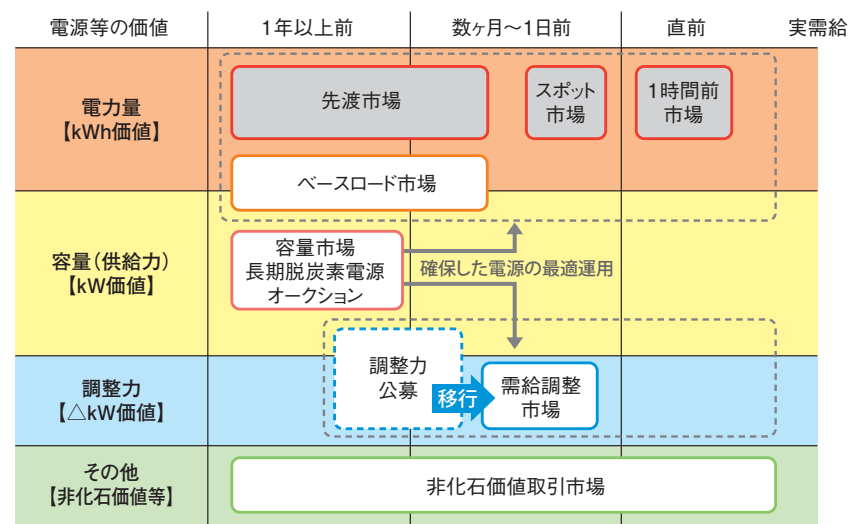 電源等の価値
1年以上前
数ヶ月～1日前
直前
実需給
電力量
【kWh価値】
先渡市場
スポット
市場
1時間前
市場
ベースロード市場
容量（供給力）
【kW価値】
容量市場
長期脱炭素電源
オークション
確保した電源の最適運用
調整力
【△kW価値】
調整力
公募
移行
需給調整
市場
その他
【非化石価値等】
非化石価値取引市場